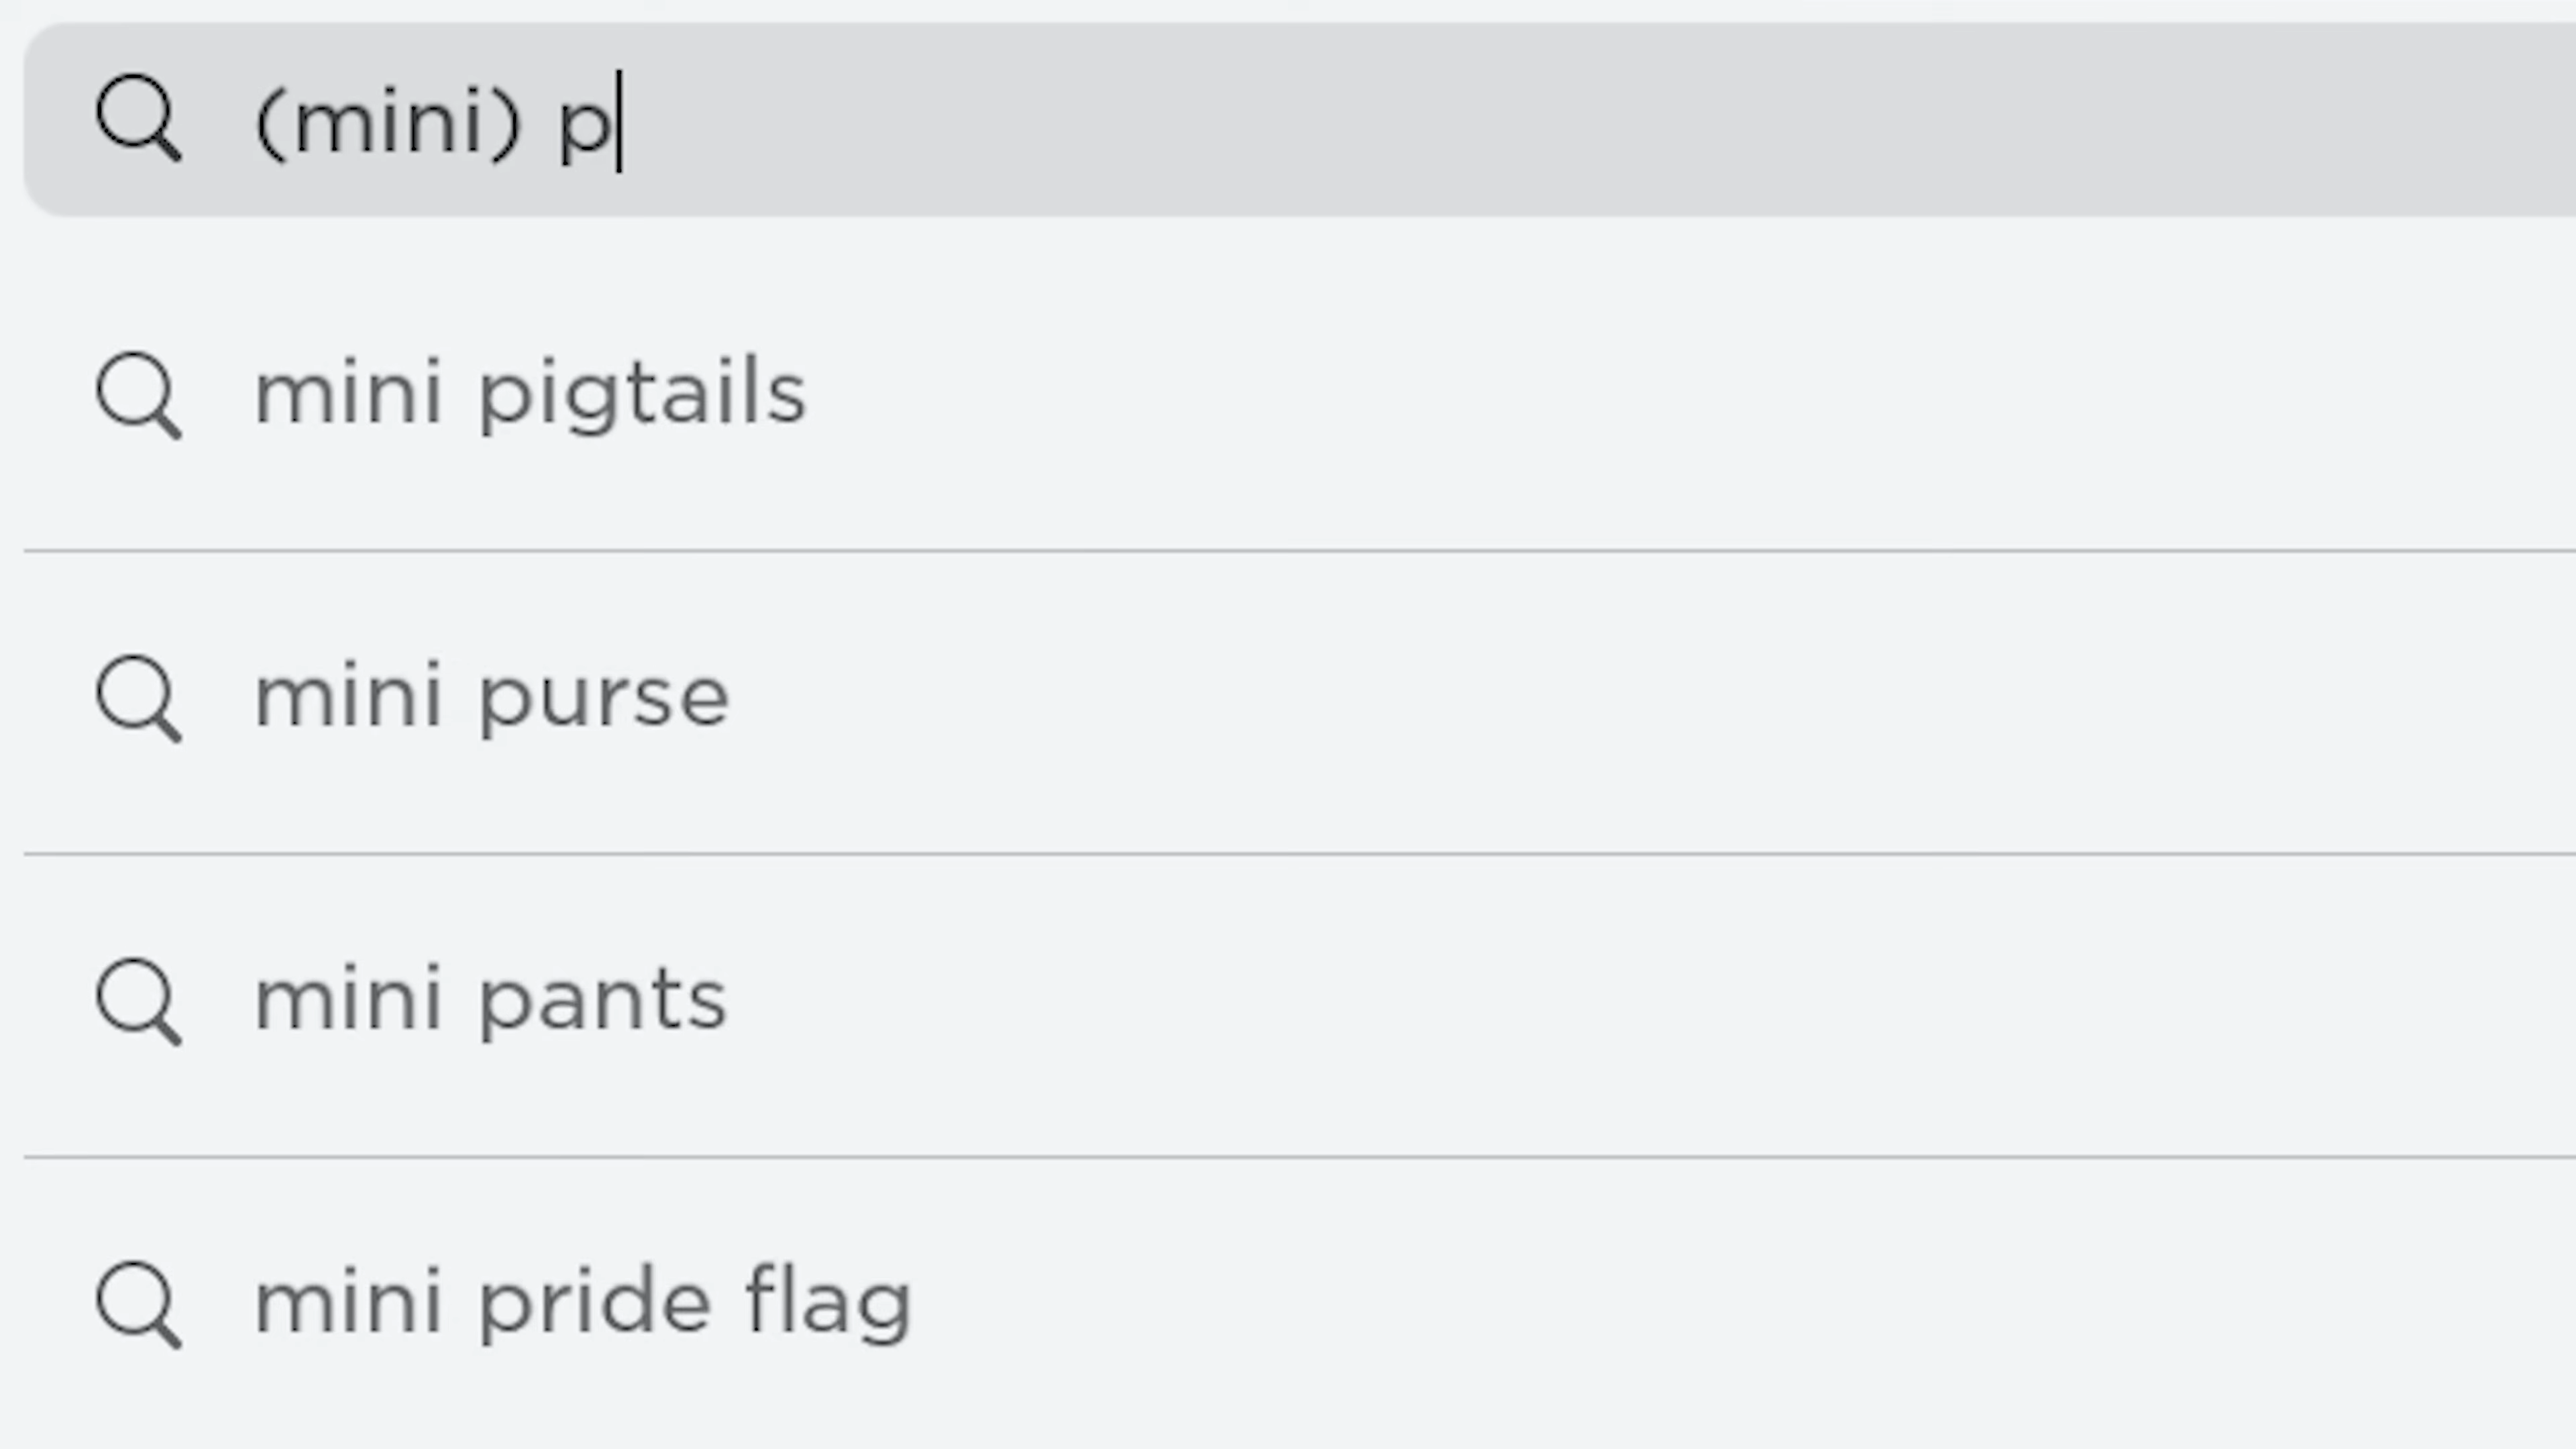 (mini) p
mini pigtails
mini purse
mini pants
mini pride flag